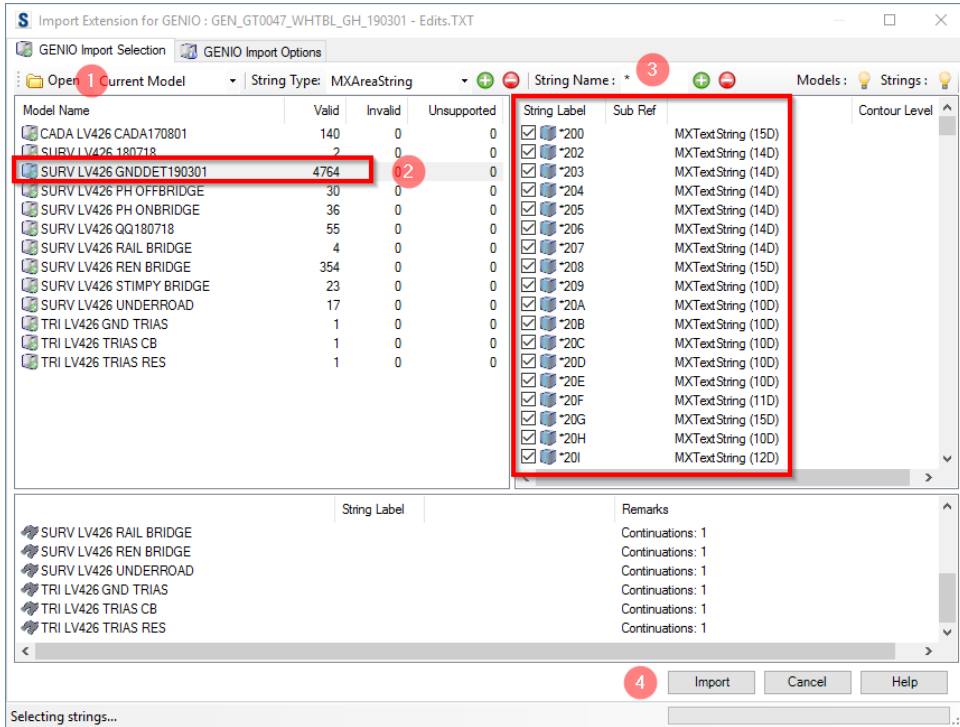 Import Extension for GENIO : GEN_GT0047_WHTBL_GH_190301 - Edits.TXT
GENIO Import Selection GENIO Import Options
Open 1 Current Model String Type: MXAreaString String Name : * 3 Models : Strings :
Model Name Valid Invalid Unsupported
CADA LV426 CADA170801 140 0 0
SURV LV426 180718 2 0 0
SURV LV426 GNDDET190301 4764 0 2 0
SURV LV426 PH OFFBRIDGE 30 0 0
SURV LV426 PH ONBRIDGE 36 0 0
SURV LV426 QQ180718 55 0 0
SURV LV426 RAIL BRIDGE 4 0 0
SURV LV426 REN BRIDGE 354 0 0
SURV LV426 STIMPY BRIDGE 23 0 0
SURV LV426 UNDERROAD 17 0 0
TRI LV426 GND TRIAS 1 0 0
TRI LV426 TRIAS CB 1 0 0
TRI LV426 TRIAS RES 1 0 0
String Label Sub Ref Contour Level
*200 MXTextString (15D)
*202 MXTextString (14D)
*203 MXTextString (14D)
*204 MXTextString (14D)
*205 MXTextString (14D)
*206 MXTextString (14D)
*207 MXTextString (14D)
*208 MXTextString (15D)
*209 MXTextString (10D)
*20A MXTextString (10D)
*20B MXTextString (10D)
*20C MXTextString (10D)
*20D MXTextString (10D)
*20E MXTextString (10D)
*20F MXTextString (11D)
*20G MXTextString (15D)
*20H MXTextString (10D)
*20I MXTextString (12D)
String Label Remarks
SURV LV426 RAIL BRIDGE Continuations: 1
SURV LV426 REN BRIDGE Continuations: 1
SURV LV426 UNDERROAD Continuations: 1
TRI LV426 GND TRIAS Continuations: 1
TRI LV426 TRIAS CB Continuations: 1
TRI LV426 TRIAS RES Continuations: 1
4 Import Cancel Help
Selecting strings...